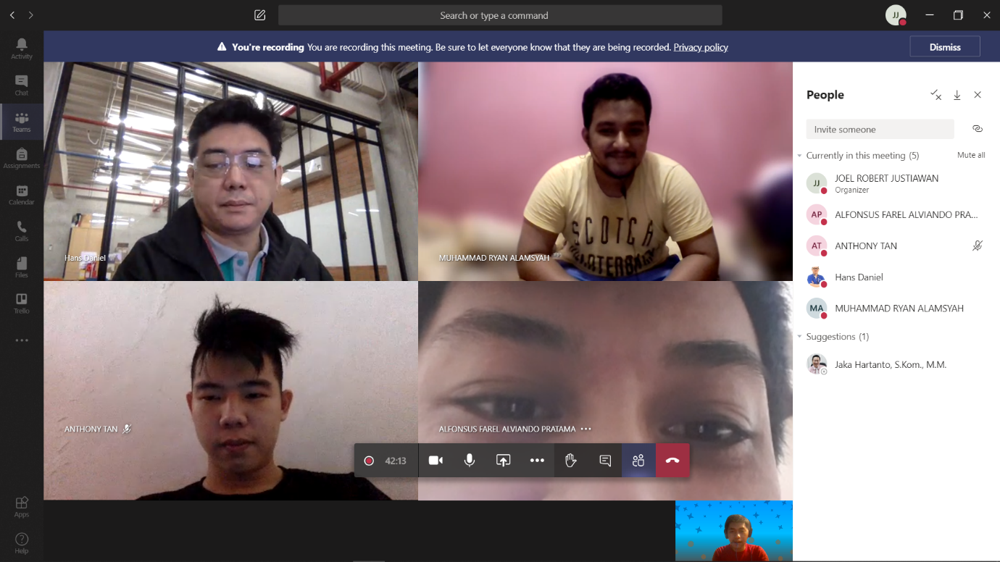 Search or type a command
JJ
You're recording You are recording this meeting. Be sure to let everyone know that they are being recorded. Privacy policy
Dismiss
Activity
Chat
Teams
Assignments
Calendar
Calls
Files
Trello
Apps
Help
Hans Daniel
SCOTCH
MUHAMMAD RYAN ALAMSYAH
ANTHONY TAN
ALFONSUS FAREL ALVIANDO PRATAMA
42:13
People
Invite someone
Currently in this meeting (5)
Mute all
JJ
JOEL ROBERT JUSTIAWAN
Organizer
AP
ALFONSUS FAREL ALVIANDO PRA...
AT
ANTHONY TAN
Hans Daniel
MA
MUHAMMAD RYAN ALAMSYAH
Suggestions (1)
Jaka Hartanto, S.Kom., M.M.